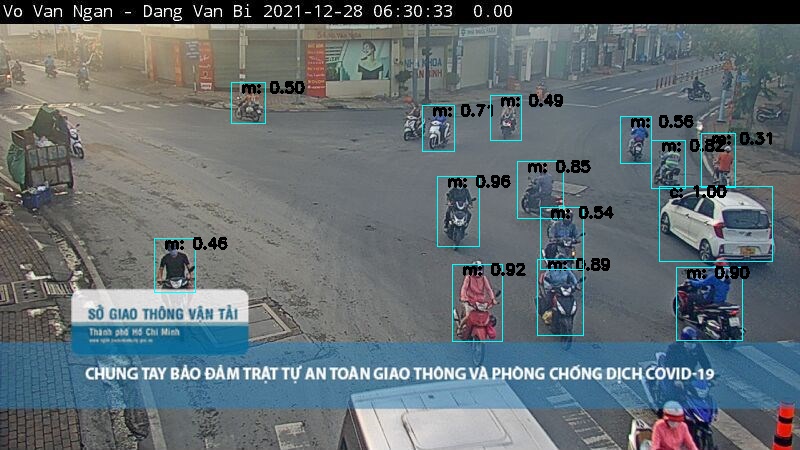 Vo Van Ngan - Dang Van Bi 2021-12-28 06:30:33 0.00
m: 0.50
m: 0.71
m: 0.49
m: 0.56
m: 0.82
m: 0.31
m: 0.85
m: 0.96
c: 1.00
m: 0.54
m: 0.46
m: 0.92
m: 0.89
m: 0.90
SỞ GIAO THÔNG VẬN TẢI
Thành phố Hồ Chí Minh
CHUNG TAY BẢO ĐẢM TRẬT TỰ AN TOÀN GIAO THÔNG VÀ PHÒNG CHỐNG DỊCH COVID-19